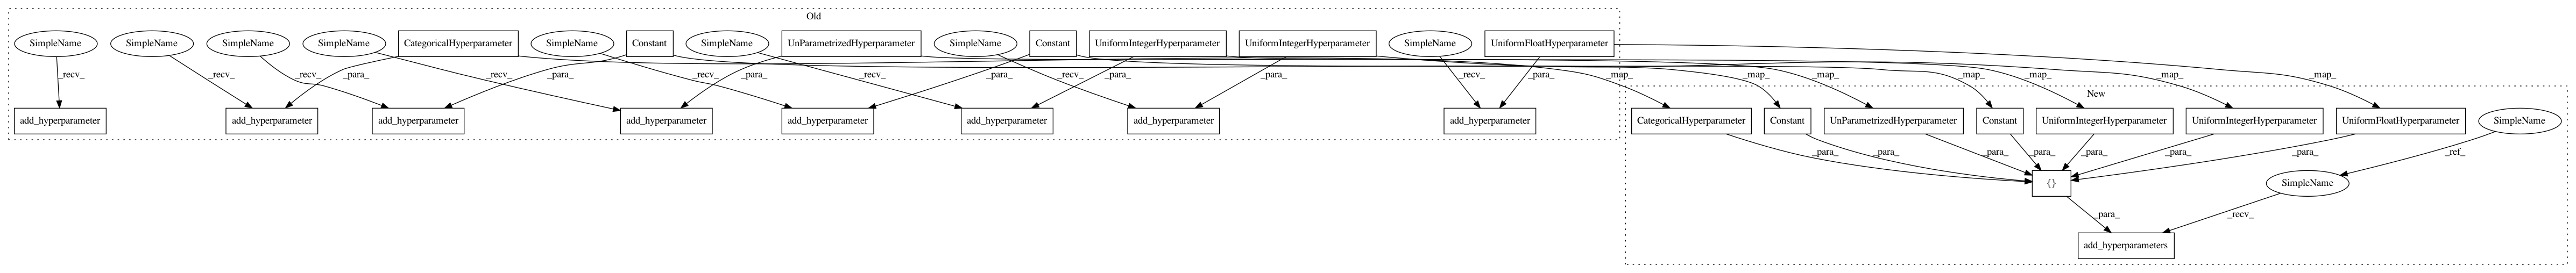 Old
SimpleName SimpleName SimpleName SimpleName CategoricalHyperparameter SimpleName Constant SimpleName UnParametrizedHyperparameter SimpleName Constant UniformIntegerHyperparameter UniformIntegerHyperparameter SimpleName UniformFloatHyperparameter
_recv_ _recv_ _recv_ _para_ _recv_ _recv_ _para_ _recv_ _para_ _para_ _recv_ _para_ _para_ _recv_ _para_ _map_ _map_ _map_ _map_ _map_ _map_ _map_
New
add_hyperparameter add_hyperparameter add_hyperparameter add_hyperparameter add_hyperparameter add_hyperparameter add_hyperparameter add_hyperparameter CategoricalHyperparameter Constant UnParametrizedHyperparameter Constant UniformIntegerHyperparameter UniformIntegerHyperparameter UniformFloatHyperparameter SimpleName
_para_ _para_ _para_ _para_ _para_ _para_ _para_ _ref_
{} SimpleName
_para_ _recv_
add_hyperparameters